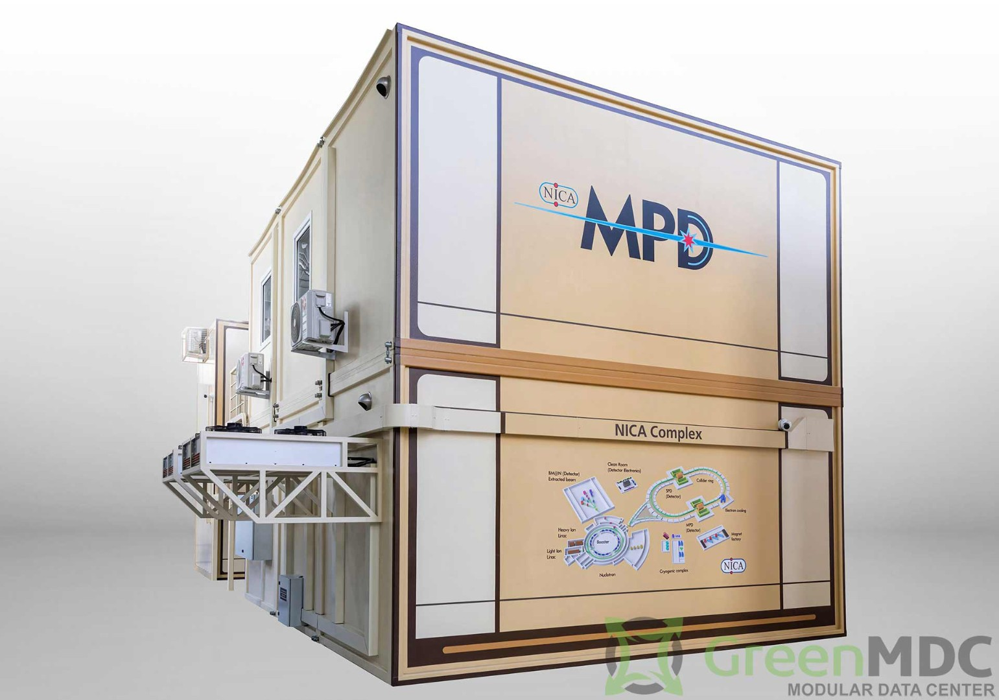 NICA
MPD
NICA Complex
Clean Room
(Detector Electronics)
BM@N (Detector)
Extracted beam
Collider ring
SPD
(Detector)
Electron cooling
MPD
(Detector)
Heavy Ion
Linac
Magnet
factory
Booster
Light Ion
Linac
Cryogenic complex
NICA
Nuclotron
GreenMDC
MODULAR DATA CENTER